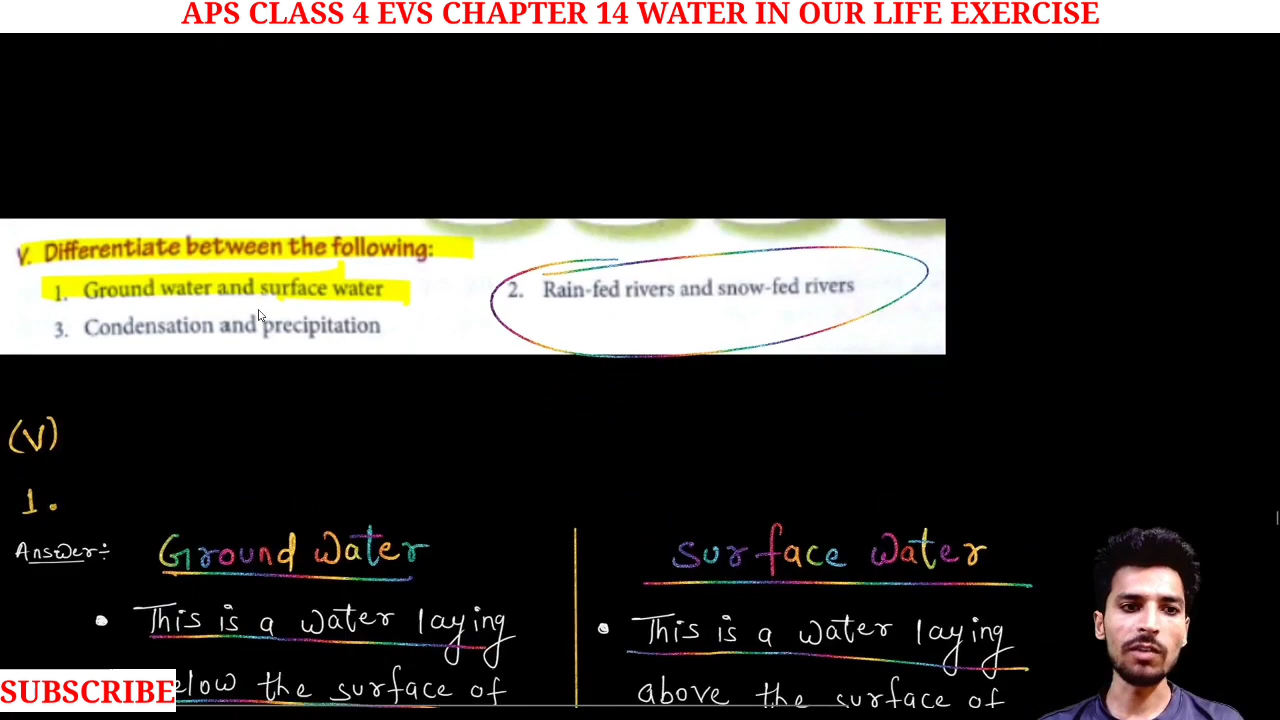 APS CLASS 4 EVS CHAPTER 14 WATER IN OUR LIFE EXERCISE
V. Differentiate between the following:
1. Ground water and surface water
2. Rain-fed rivers and snow-fed rivers
3. Condensation and precipitation
(V)
1.
Answer:-
Ground Water
• This is a water laying
elow the surface of
Surface Water
• This is a water laying
above the surface of
SUBSCRIBE